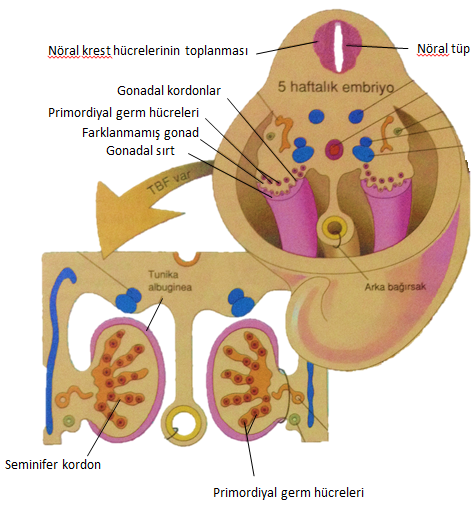 Nöral krest hücrelerinin toplanması
Nöral tüp
5 haftalık embriyo
Gonadal kordonlar
Primordiyal germ hücreleri
Farklanmamış gonad
Gonadal sırt
TBF var
Tunika
albuginea
Arka bağırsak
Seminifer kordon
Primordiyal germ hücreleri